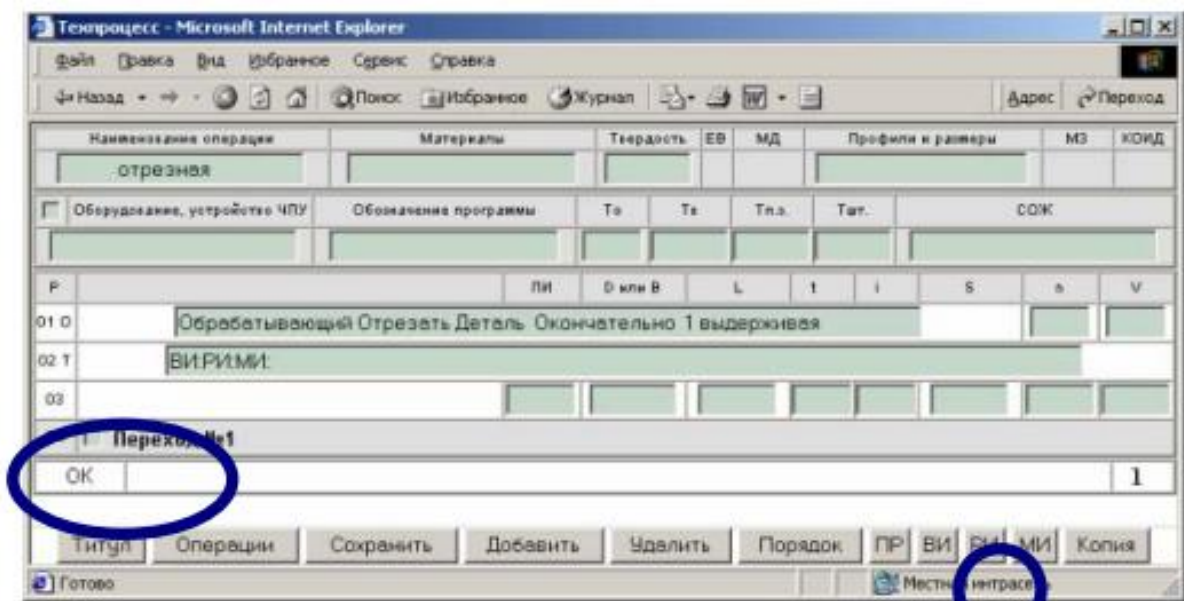 Техпроцесс - Microsoft Internet Explorer
Файл Правка Вид Избранное Сервис Справка
Назад Поиск Избранное Журнал Адрес Переход
Наименование операции Материалы Твердость ЕВ МД Профили и размеры МЗ КОИД
отрезная
Оборудование, устройство ЧПУ Обозначение программы То Тв Тп.з. Тшт. СОЖ
Р ПИ D или В L t i S n V
01 О Обрабатывающий Отрезать Деталь Окончательно 1 выдерживая
02 Т ВИ:РИ:МИ:
03
Переход №1
ОК 1
Титул Операции Сохранить Добавить Удалить Порядок ПР ВИ РИ МИ Копия
Готово Местная интрасеть